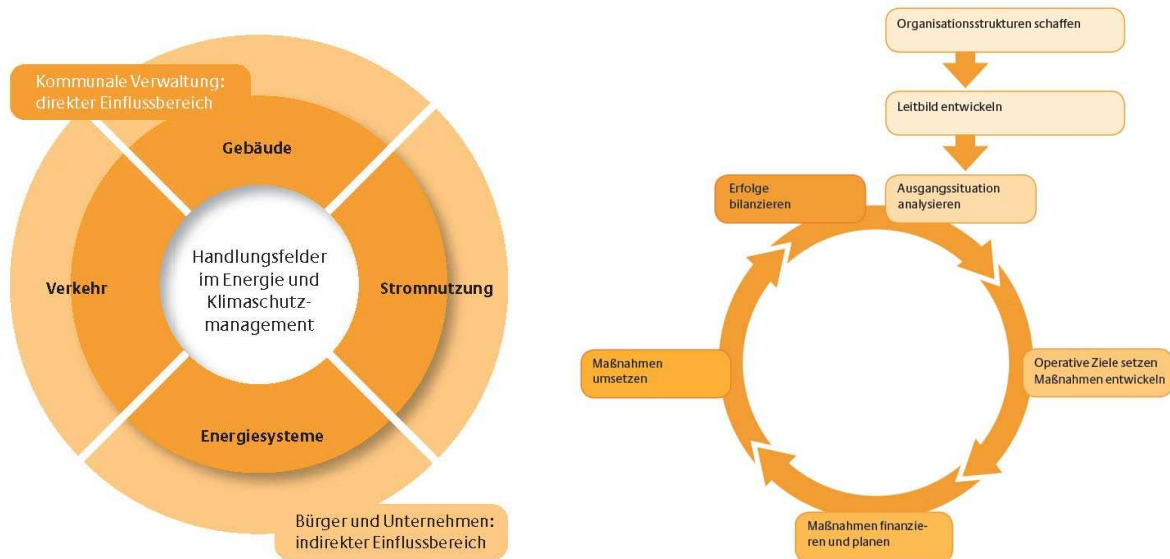 Kommunale Verwaltung:
direkter Einflussbereich
Gebäude
Handlungsfelder
im Energie und
Klimaschutz-
management
Verkehr
Stromnutzung
Energiesysteme
Bürger und Unternehmen:
indirekter Einflussbereich
Organisationsstrukturen schaffen
Leitbild entwickeln
Ausgangssituation
analysieren
Operative Ziele setzen
Maßnahmen entwickeln
Maßnahmen finanzie-
ren und planen
Maßnahmen
umsetzen
Erfolge
bilanzieren